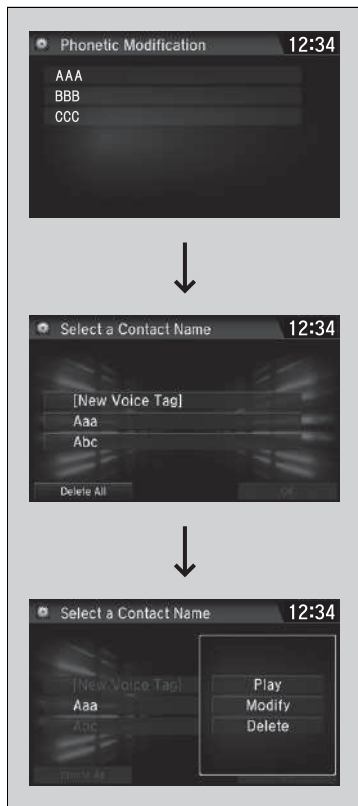 Phonetic Modification 12:34
AAA
BBB
CCC
Select a Contact Name 12:34
[New Voice Tag]
Aaa
Abc
Delete All OK
Select a Contact Name 12:34
[New Voice Tag]
Play
Aaa Modify
Abc Delete
Delete All